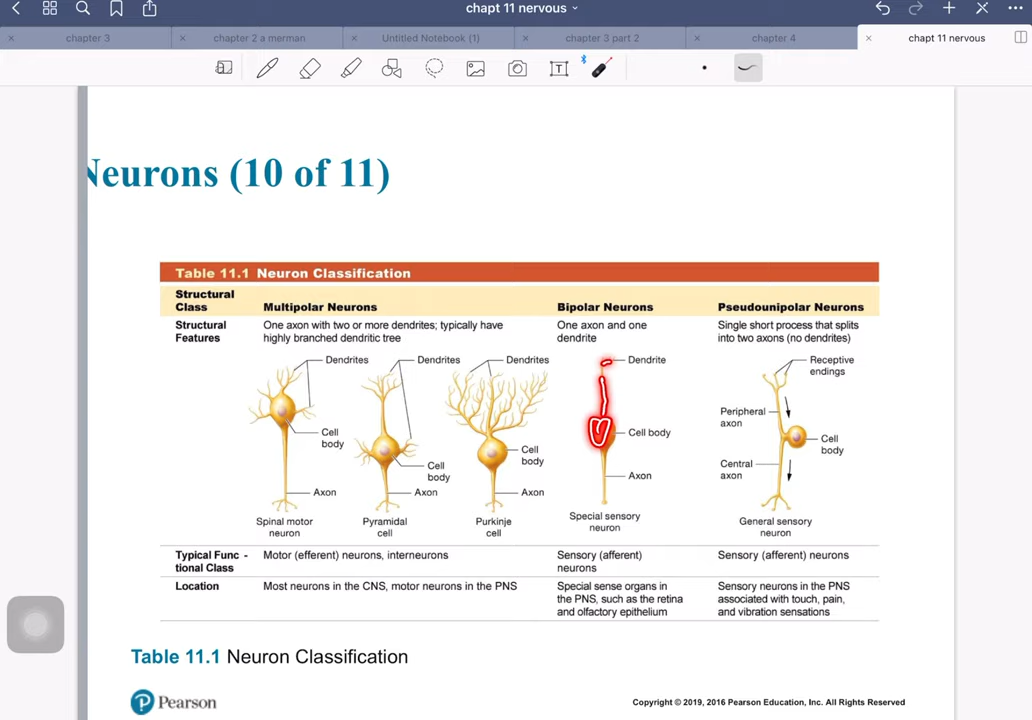 chapt 11 nervous
chapter 3
chapter 2 a merman
Untitled Notebook (1)
chapter 3 part 2
chapter 4
chapt 11 nervous
Neurons (10 of 11)
Table 11.1 Neuron Classification
Structural Class
Multipolar Neurons
Bipolar Neurons
Pseudounipolar Neurons
Structural Features
One axon with two or more dendrites; typically have
highly branched dendritic tree
One axon and one
dendrite
Single short process that splits
into two axons (no dendrites)
Dendrites
Cell
body
Axon
Spinal motor
neuron
Dendrites
Cell
body
Axon
Pyramidal
cell
Dendrites
Cell
body
Axon
Purkinje
cell
Dendrite
Cell body
Axon
Special sensory
neuron
Receptive
endings
Peripheral
axon
Cell
body
Central
axon
General sensory
neuron
Typical Func -
tional Class
Motor (efferent) neurons, interneurons
Sensory (afferent)
neurons
Sensory (afferent) neurons
Location
Most neurons in the CNS, motor neurons in the PNS
Special sense organs in
the PNS, such as the retina
and olfactory epithelium
Sensory neurons in the PNS
associated with touch, pain,
and vibration sensations
Table 11.1 Neuron Classification
Pearson
Copyright © 2019, 2016 Pearson Education, Inc. All Rights Reserved